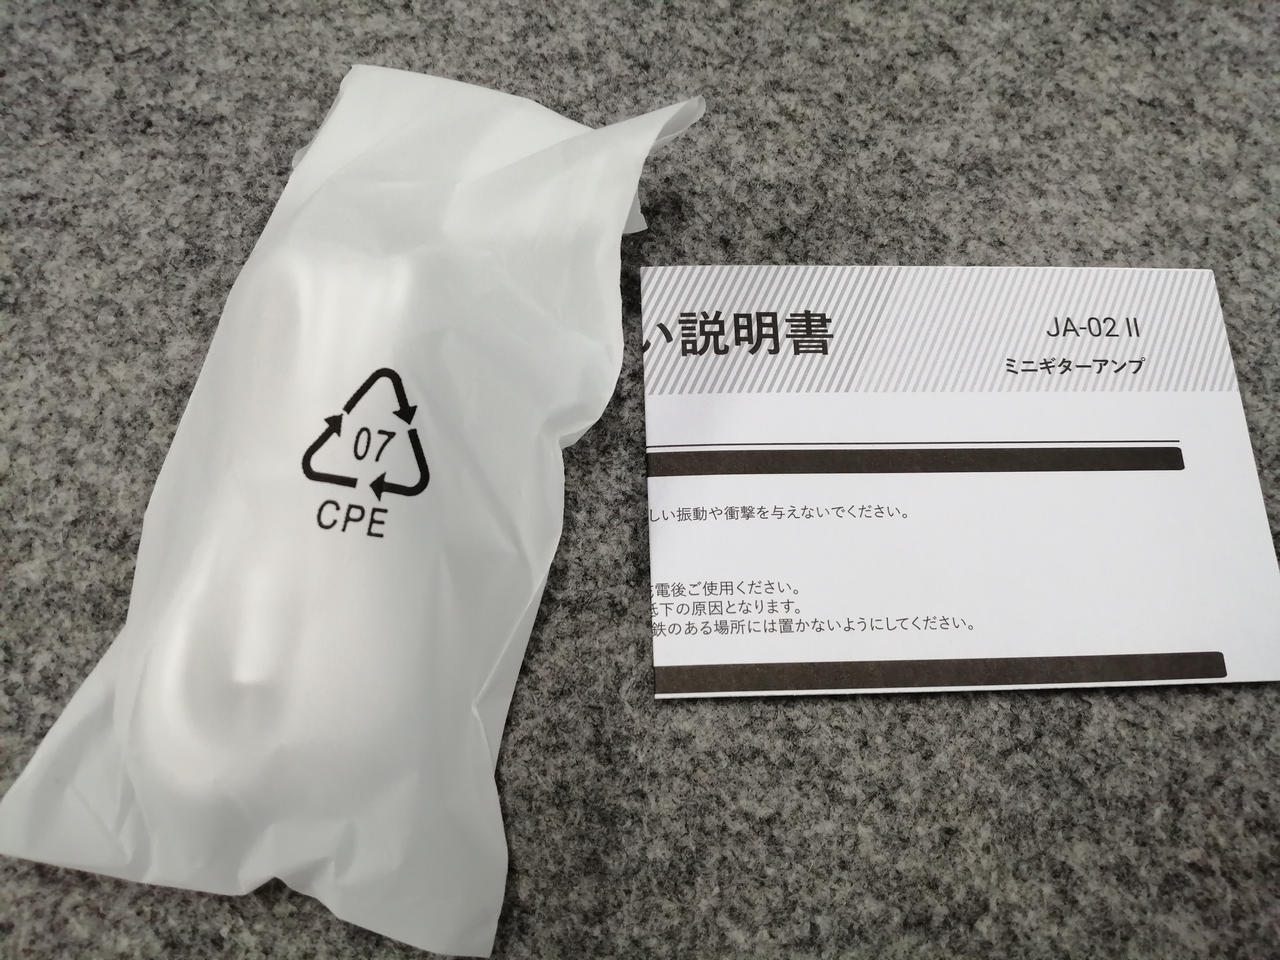 07
CPE
い説明書
JA-02 II
ミニギターアンプ
しい振動や衝撃を与えないでください。
電後ご使用ください。
下の原因となります。
鉄のある場所には置かないようにしてください。